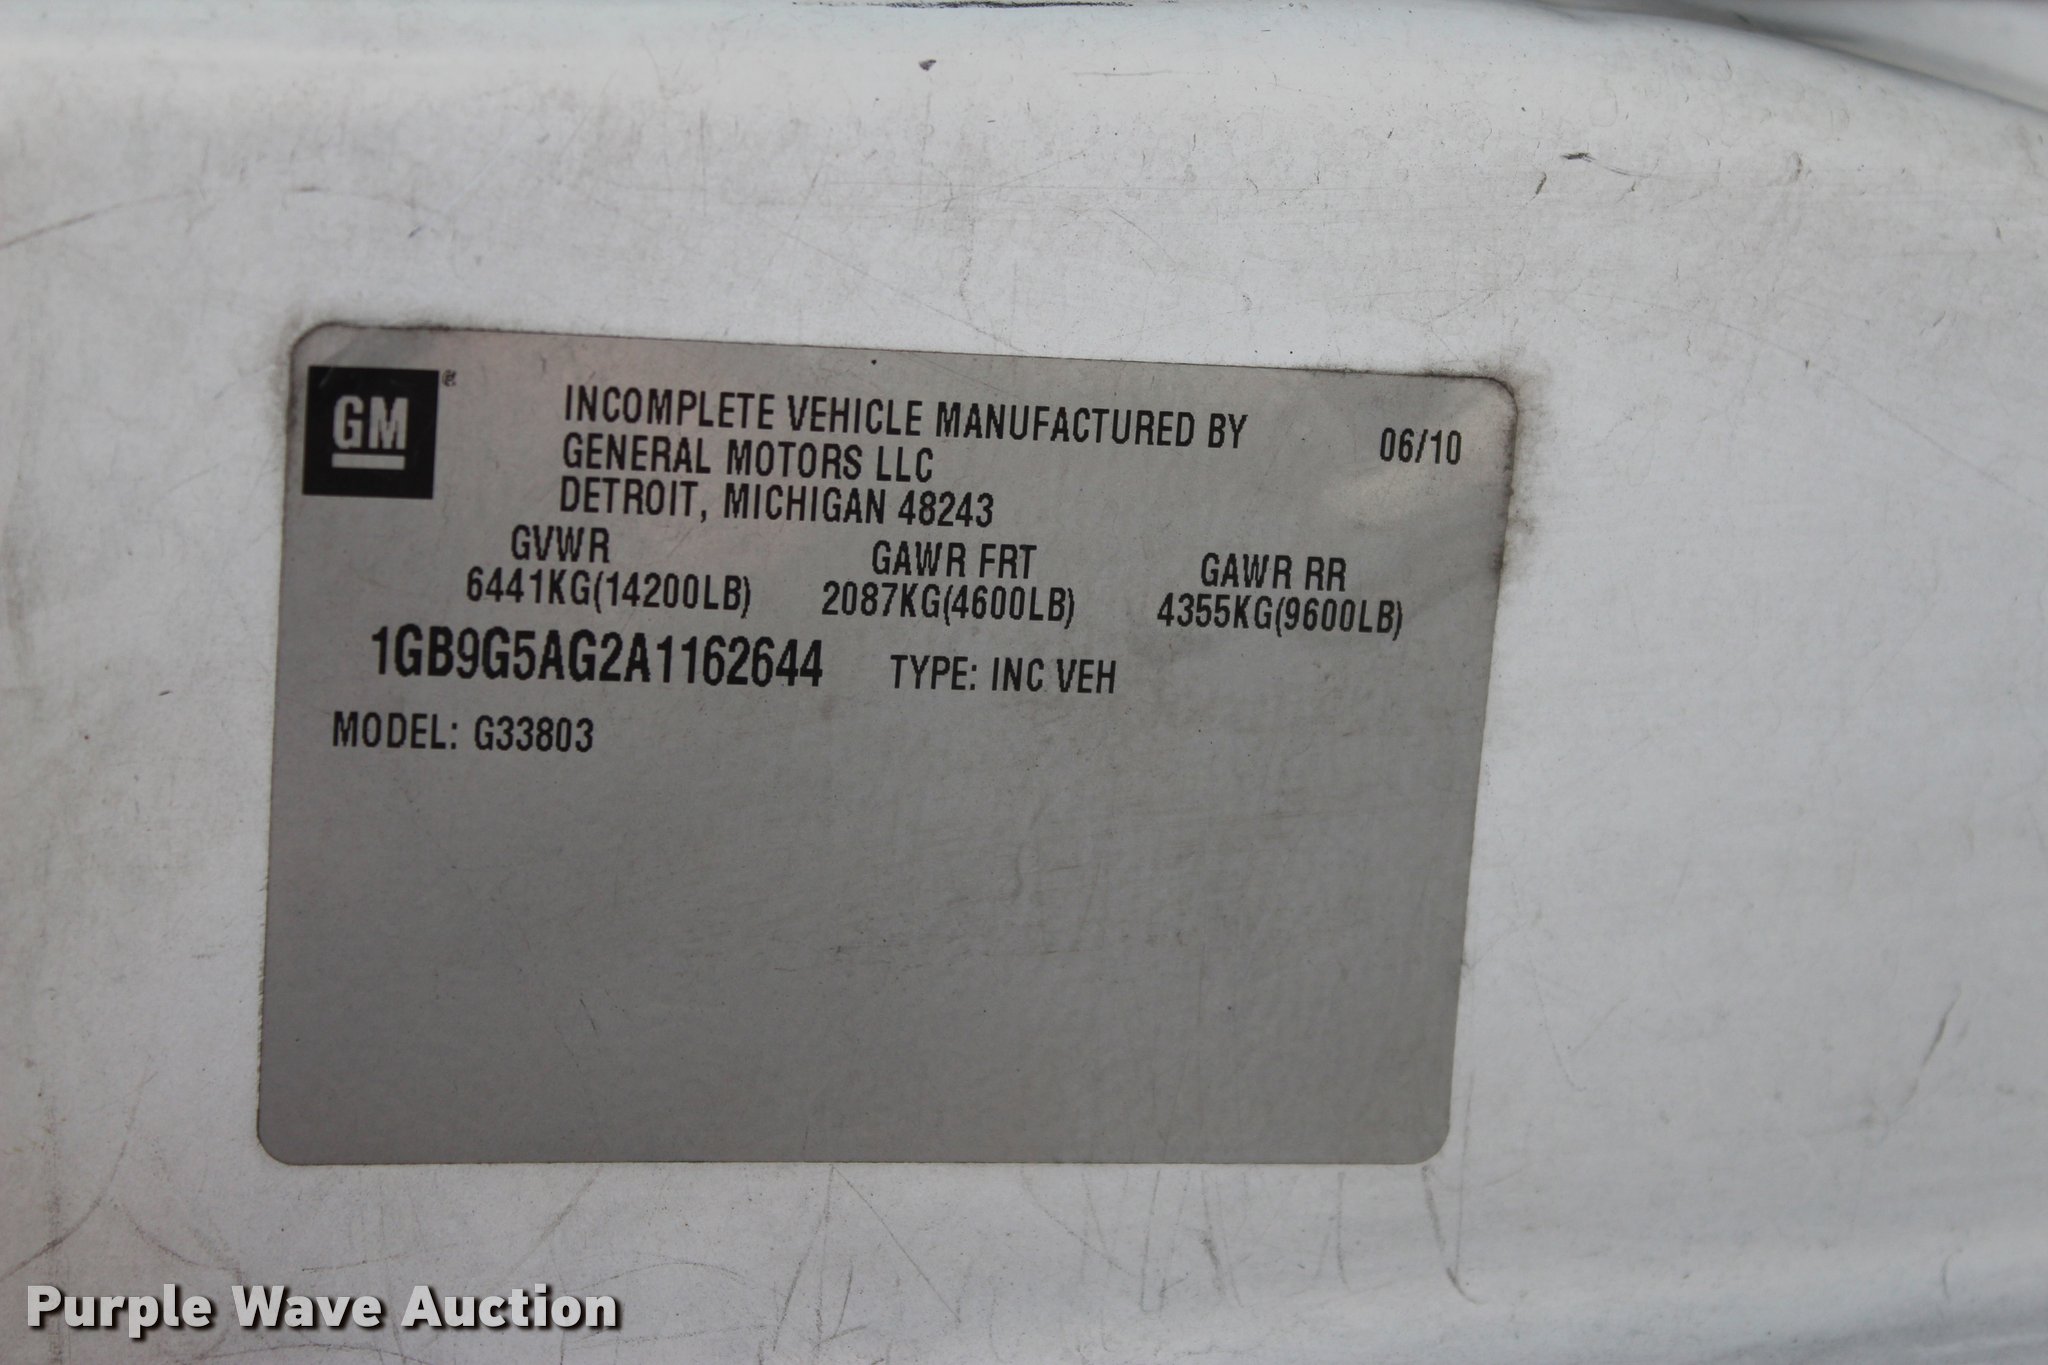 GM®
INCOMPLETE VEHICLE MANUFACTURED BY 06/10
GENERAL MOTORS LLC
DETROIT, MICHIGAN 48243
GVWR GAWR FRT GAWR RR
6441KG(14200LB) 2087KG(4600LB) 4355KG(9600LB)
1GB9G5AG2A1162644 TYPE: INC VEH
MODEL: G33803
Purple Wave Auction